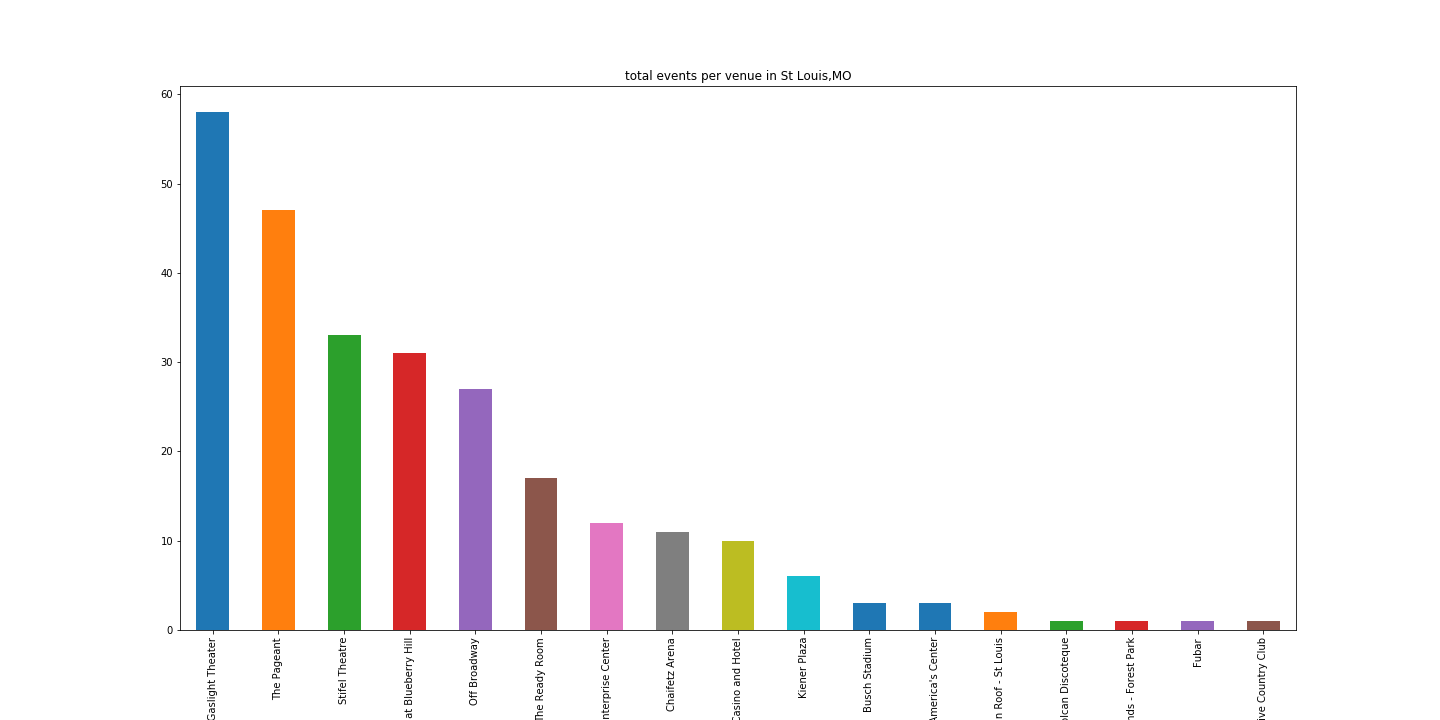 total events per venue in St Louis,MO
60
50
40
30
20
10
0
Gaslight Theater
The Pageant
Stifel Theatre
at Blueberry Hill
Off Broadway
The Ready Room
nterprise Center
Chaifetz Arena
Casino and Hotel
Kiener Plaza
Busch Stadium
America's Center
n Roof - St Louis
olcan Discoteque
nds - Forest Park
Fubar
ive Country Club